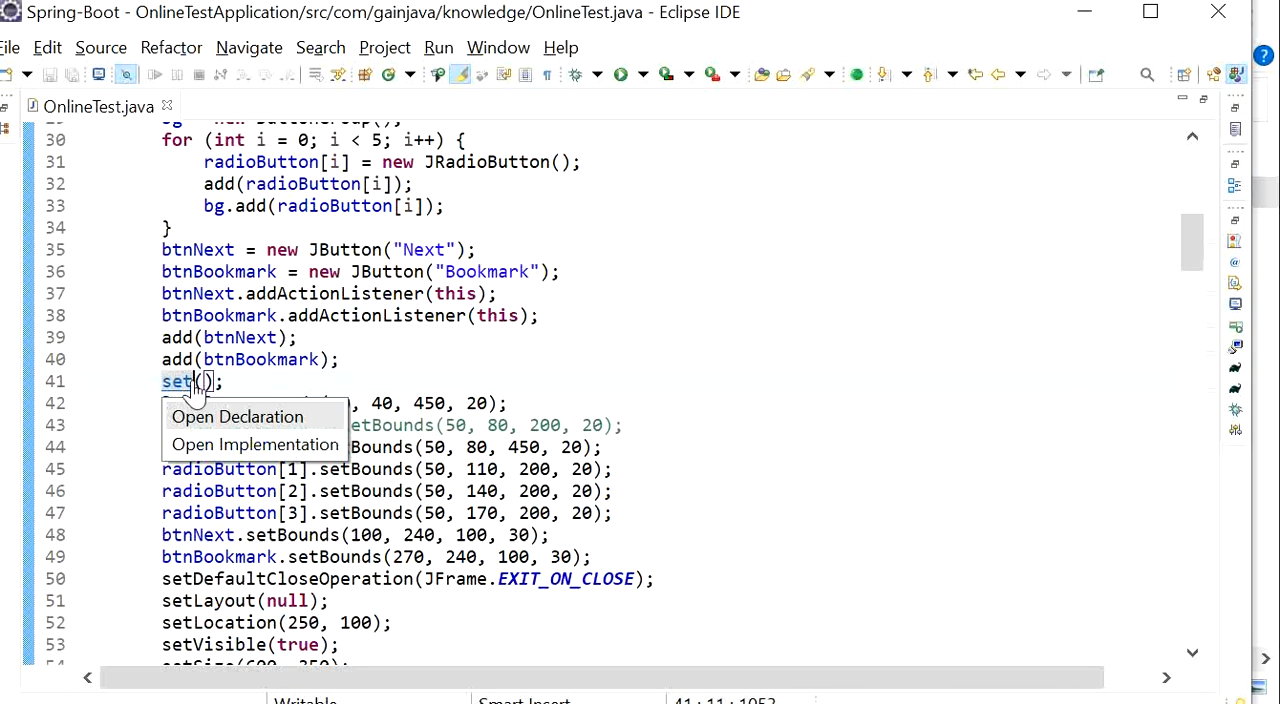 Spring-Boot - OnlineTestApplication/src/com/gainjava/knowledge/OnlineTest.java - Eclipse IDE
File Edit Source Refactor Navigate Search Project Run Window Help
OnlineTest.java
30 for (int i = 0; i < 5; i++) {
31 radioButton[i] = new JRadioButton();
32 add(radioButton[i]);
33 bg.add(radioButton[i]);
34 }
35 btnNext = new JButton("Next");
36 btnBookmark = new JButton("Bookmark");
37 btnNext.addActionListener(this);
38 btnBookmark.addActionListener(this);
39 add(btnNext);
40 add(btnBookmark);
41 set();
42 40, 450, 20);
Open Declaration
43 etBounds(50, 80, 200, 20);
Open Implementation
44 Bounds(50, 80, 450, 20);
45 radioButton[1].setBounds(50, 110, 200, 20);
46 radioButton[2].setBounds(50, 140, 200, 20);
47 radioButton[3].setBounds(50, 170, 200, 20);
48 btnNext.setBounds(100, 240, 100, 30);
49 btnBookmark.setBounds(270, 240, 100, 30);
50 setDefaultCloseOperation(JFrame.EXIT_ON_CLOSE);
51 setLayout(null);
52 setLocation(250, 100);
53 setVisible(true);
54 setSize(600, 350);
Writable Smart Insert 41 : 11 : 1053